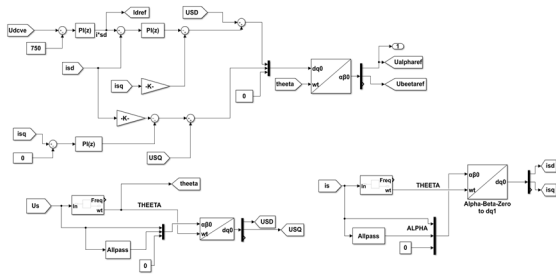 Idref
USD
Udcve
PI(z)
i*sd
PI(z)
750
1
isd
isq
-K-
dq0
αβ0
wt
Ualpharef
theeta
Ubeetaref
0
-K-
isq
PI(z)
0
USQ
theeta
In
Freq
wt
THEETA
Us
αβ0
dq0
wt
USD
USQ
Allpass
0
is
In
Freq
wt
THEETA
αβ0
dq0
wt
isd
isq
Alpha-Beta-Zero
to dq1
ALPHA
Allpass
0